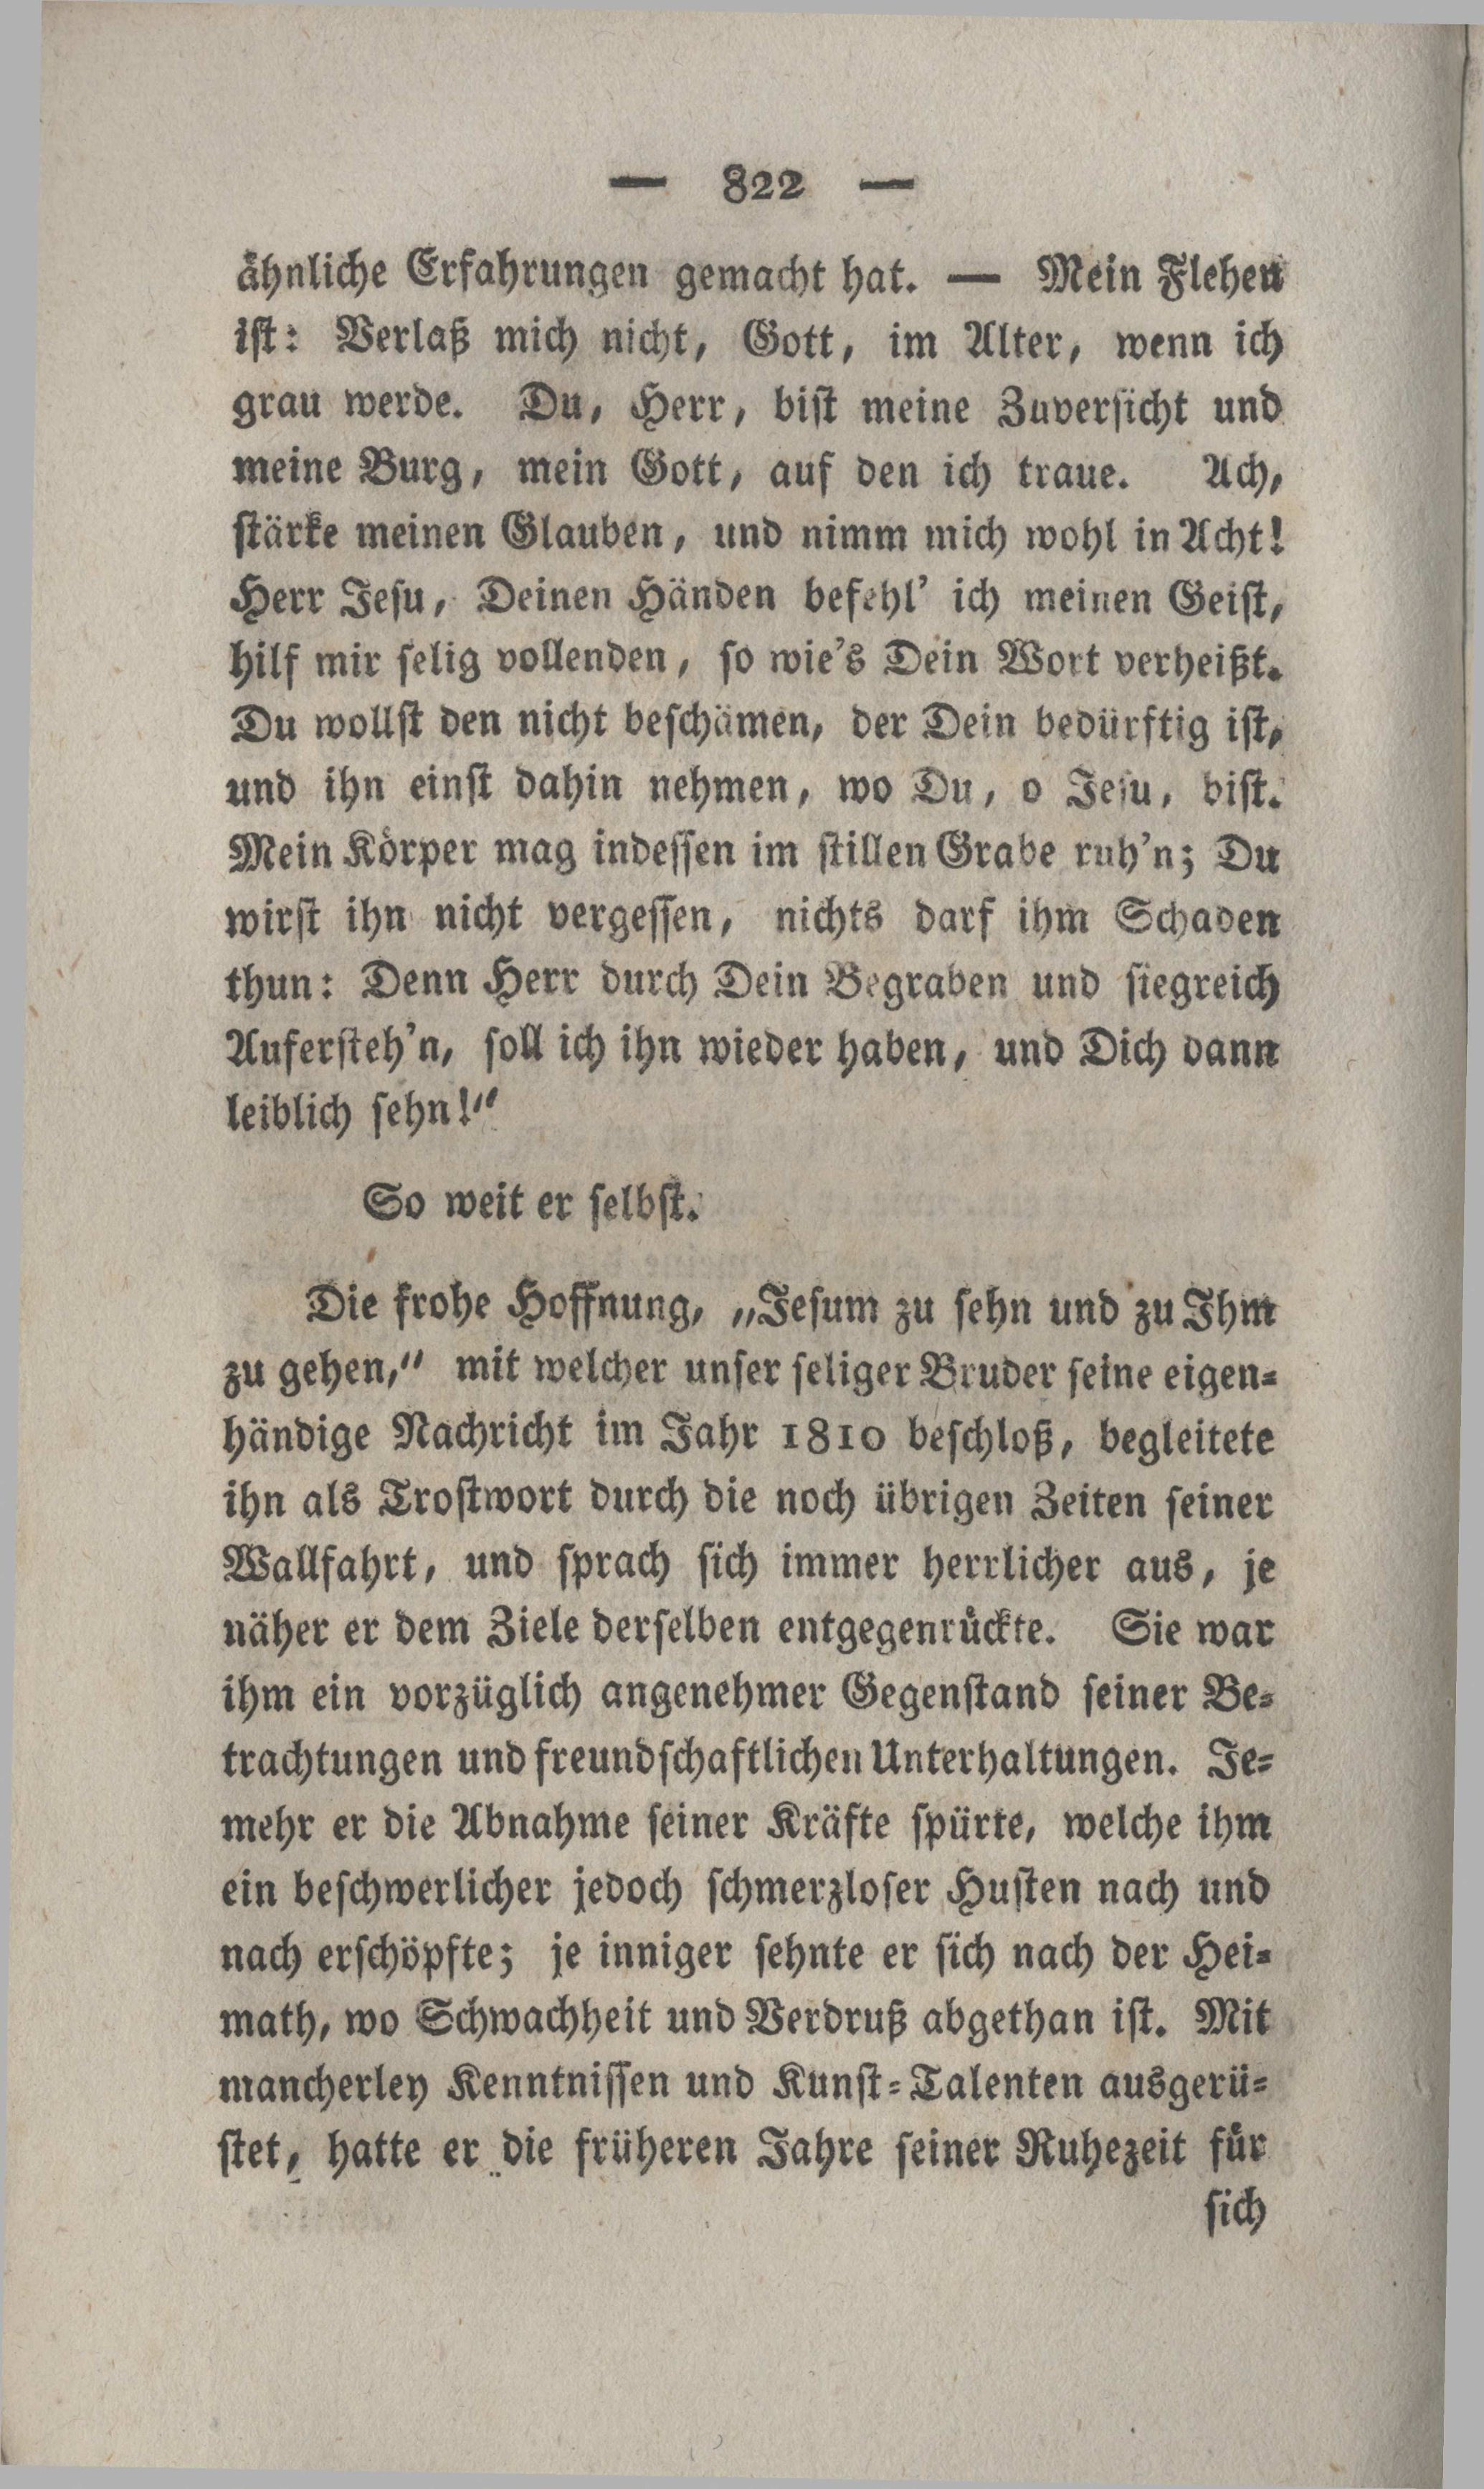 — 822 —
ähnliche Erfahrungen gemacht hat. — Mein Flehen
ist: Verlaß mich nicht, Gott, im Alter, wenn ich
grau werde. Du, Herr, bist meine Zuversicht und
meine Burg, mein Gott, auf den ich traue. Ach,
stärke meinen Glauben, und nimm mich wohl in Acht!
Herr Jesu, Deinen Händen befehl' ich meinen Geist,
hilf mir selig vollenden, so wie's Dein Wort verheißt.
Du wollst den nicht beschämen, der Dein bedürftig ist,
und ihn einst dahin nehmen, wo Du, o Jesu, bist.
Mein Körper mag indessen im stillen Grabe ruh'n; Du
wirst ihn nicht vergessen, nichts darf ihm Schaden
thun: Denn Herr durch Dein Begraben und siegreich
Aufersteh'n, soll ich ihn wieder haben, und Dich dann
leiblich sehn!“
So weit er selbst.
Die frohe Hoffnung, „Jesum zu sehn und zu Ihm
zu gehen,“ mit welcher unser seliger Bruder seine eigen-
händige Nachricht im Jahr 1810 beschloß, begleitete
ihn als Trostwort durch die noch übrigen Zeiten seiner
Wallfahrt, und sprach sich immer herrlicher aus, je
näher er dem Ziele derselben entgegenrückte. Sie war
ihm ein vorzüglich angenehmer Gegenstand seiner Be-
trachtungen und freundschaftlichen Unterhaltungen. Je-
mehr er die Abnahme seiner Kräfte spürte, welche ihm
ein beschwerlicher jedoch schmerzloser Husten nach und
nach erschöpfte; je inniger sehnte er sich nach der Hei-
math, wo Schwachheit und Verdruß abgethan ist. Mit
mancherley Kenntnissen und Kunst-Talenten ausgerü-
stet, hatte er die früheren Jahre seiner Ruhezeit für
sich